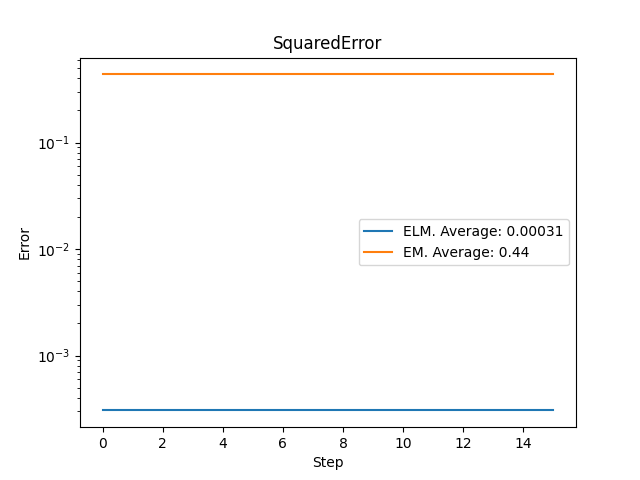 SquaredError
Error
10⁻¹
10⁻²
10⁻³
ELM. Average: 0.00031
EM. Average: 0.44
0 2 4 6 8 10 12 14
Step